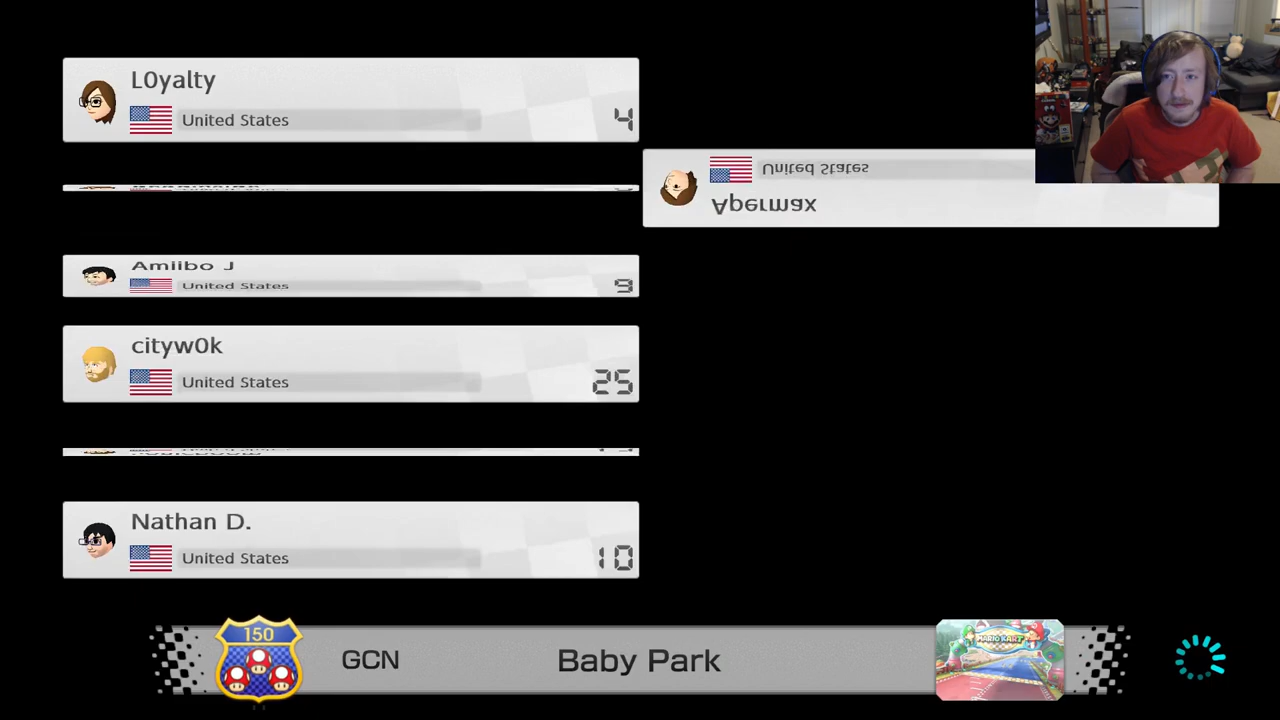 L0yalty
United States
4
United States
Apermax
Amiibo J
United States
9
cityw0k
United States
25
Nathan D.
United States
10
150
GCN
Baby Park
MARIO KART